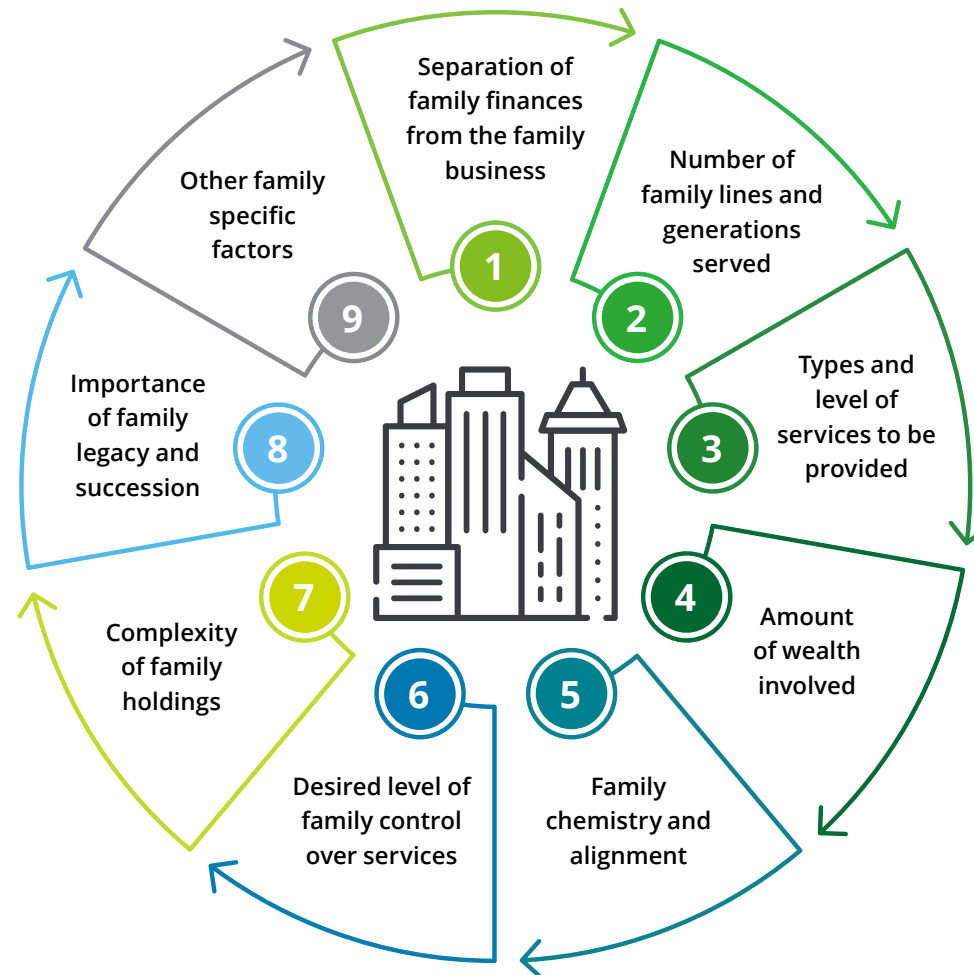 1
Separation of
family finances
from the family
business
2
Number of
family lines and
generations
served
3
Types and
level of
services to be
provided
4
Amount
of wealth
involved
5
Family
chemistry and
alignment
6
Desired level of
family control
over services
7
Complexity
of family
holdings
8
Importance
of family
legacy and
succession
9
Other family
specific
factors